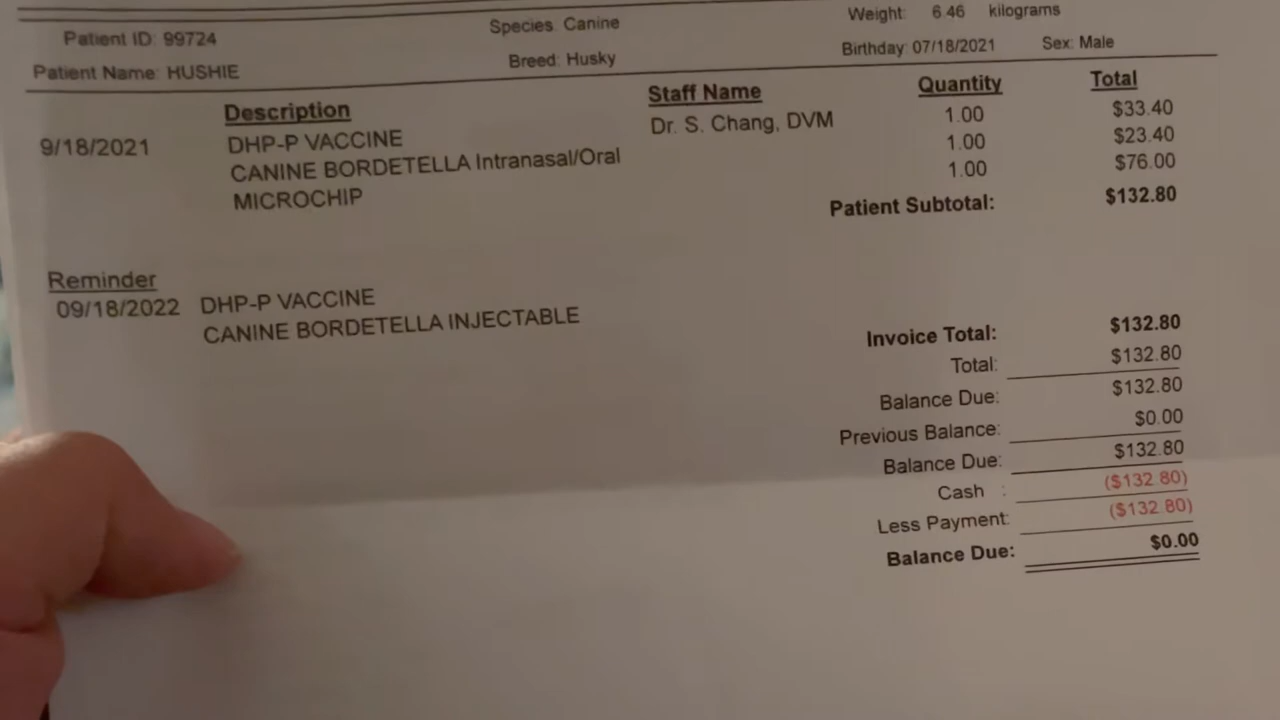 Patient ID: 99724 Species: Canine Weight: 6.46 kilograms
Patient Name: HUSHIE Breed: Husky Birthday: 07/18/2021 Sex: Male
Description Staff Name Quantity Total
9/18/2021 DHP-P VACCINE Dr. S. Chang, DVM 1.00 $33.40
CANINE BORDETELLA Intranasal/Oral 1.00 $23.40
MICROCHIP 1.00 $76.00
Patient Subtotal: $132.80
Reminder
09/18/2022 DHP-P VACCINE
CANINE BORDETELLA INJECTABLE
Invoice Total: $132.80
Total: $132.80
Balance Due: $132.80
Previous Balance: $0.00
Balance Due: $132.80
Cash : ($132.80)
Less Payment: ($132.80)
Balance Due: $0.00